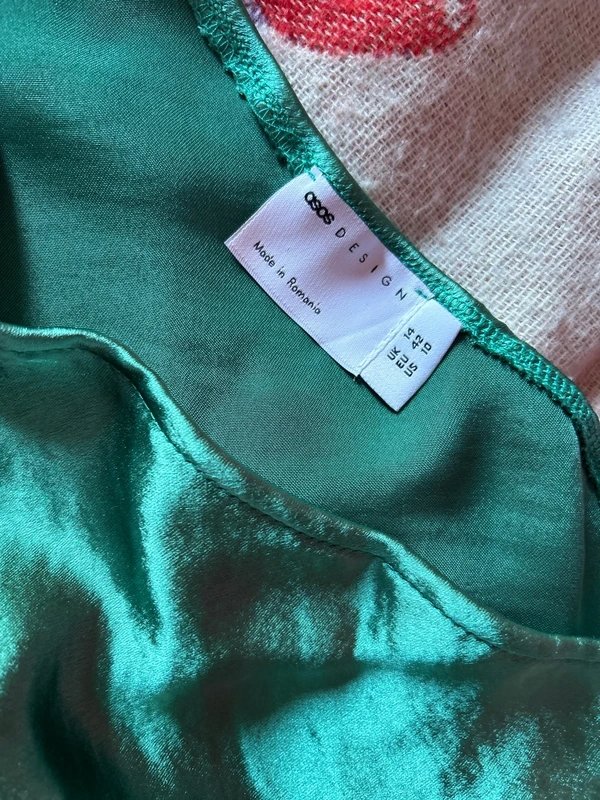 asos DESIGN
Made in Romania
UK 14
EU 42
US 10